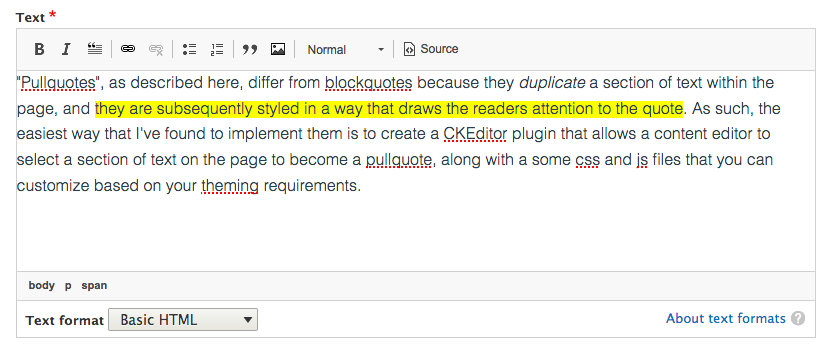 Text *
B I Normal Source
"Pullquotes", as described here, differ from blockquotes because they duplicate a section of text within the
page, and they are subsequently styled in a way that draws the readers attention to the quote. As such, the
easiest way that I've found to implement them is to create a CKEditor plugin that allows a content editor to
select a section of text on the page to become a pullquote, along with a some css and js files that you can
customize based on your theming requirements.
body p span
Text format Basic HTML About text formats ?